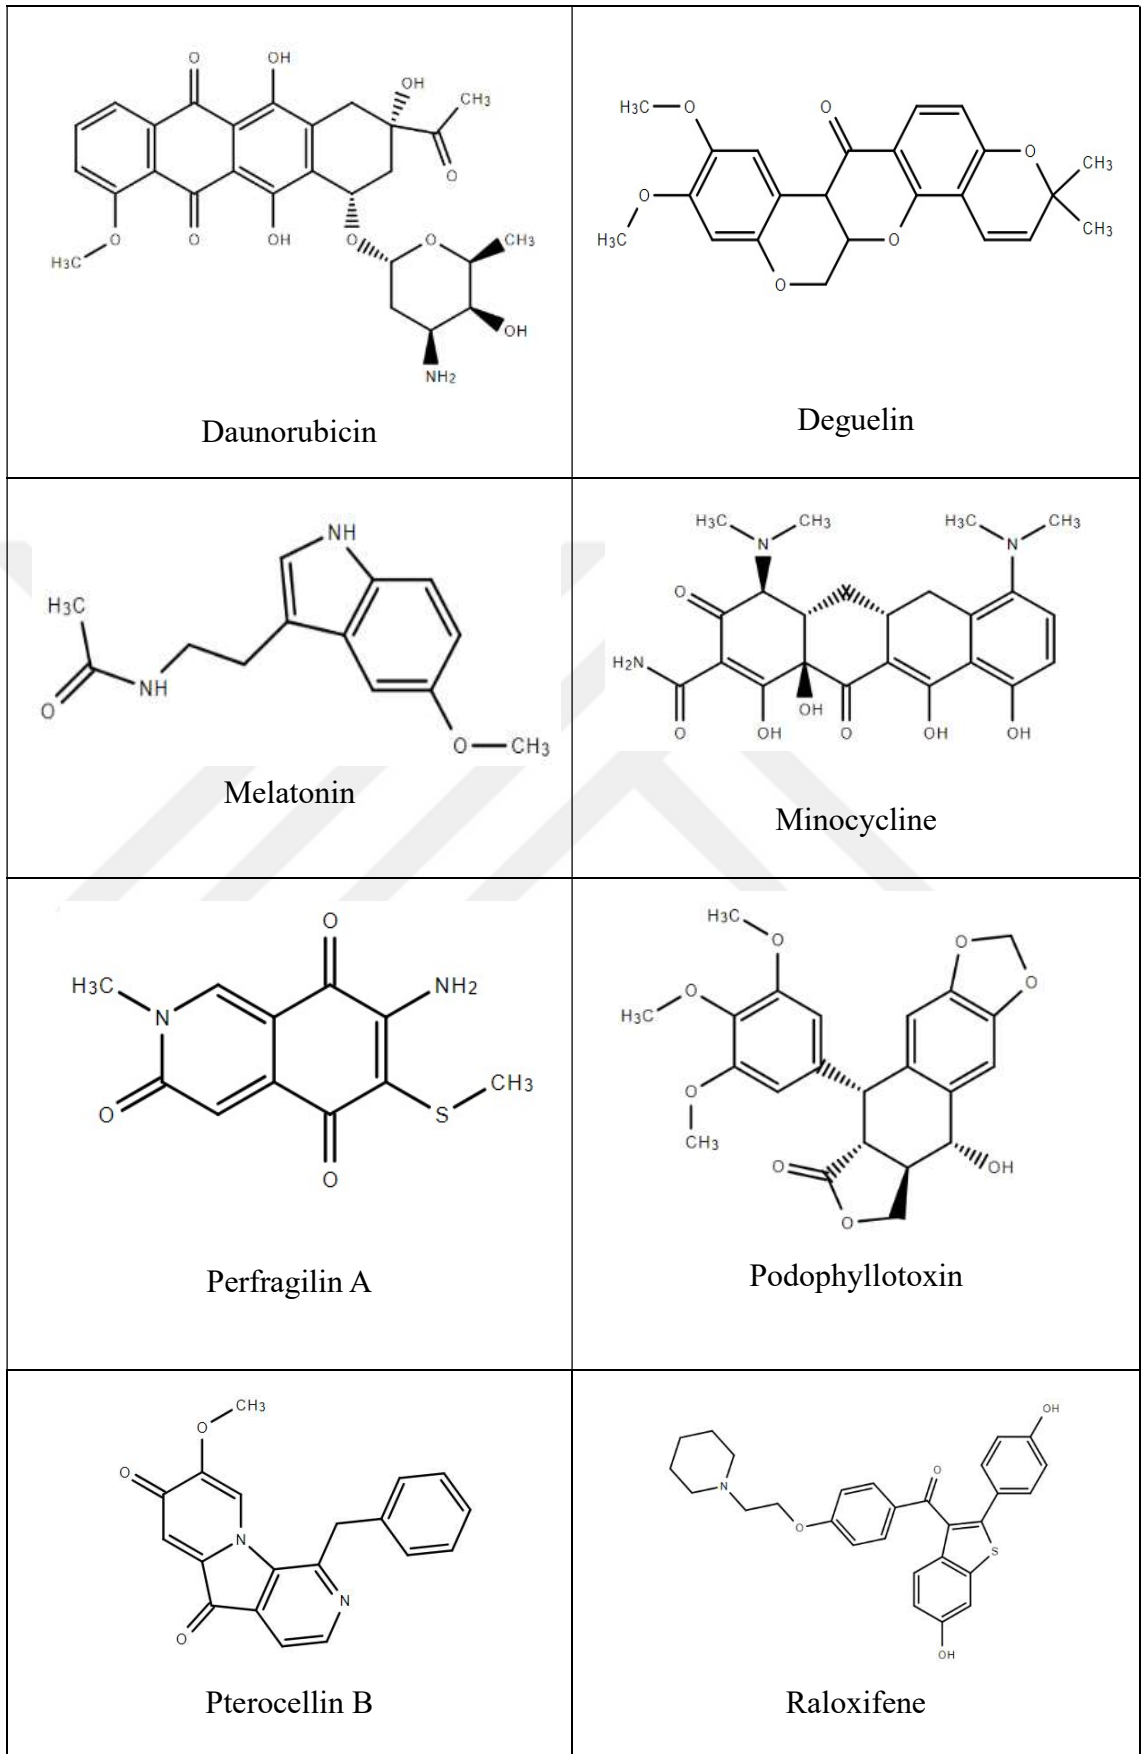 O
OH
OH
CH3
O
O
H3C
O
OH
O
O
CH3
OH
NH2
Daunorubicin
H3C
O
O
O
H3C
O
O
O
CH3
CH3
Deguelin
NH
H3C
O
NH
O
CH3
Melatonin
H3C
CH3
N
H3C
CH3
N
O
H2N
O
OH
OH
O
OH
OH
Minocycline
O
H3C
N
NH2
O
S
CH3
O
Perfragilin A
H3C
O
O
O
H3C
O
O
CH3
O
O
OH
Podophyllotoxin
CH3
O
O
N
N
O
Pterocellin B
OH
N
O
O
S
OH
Raloxifene